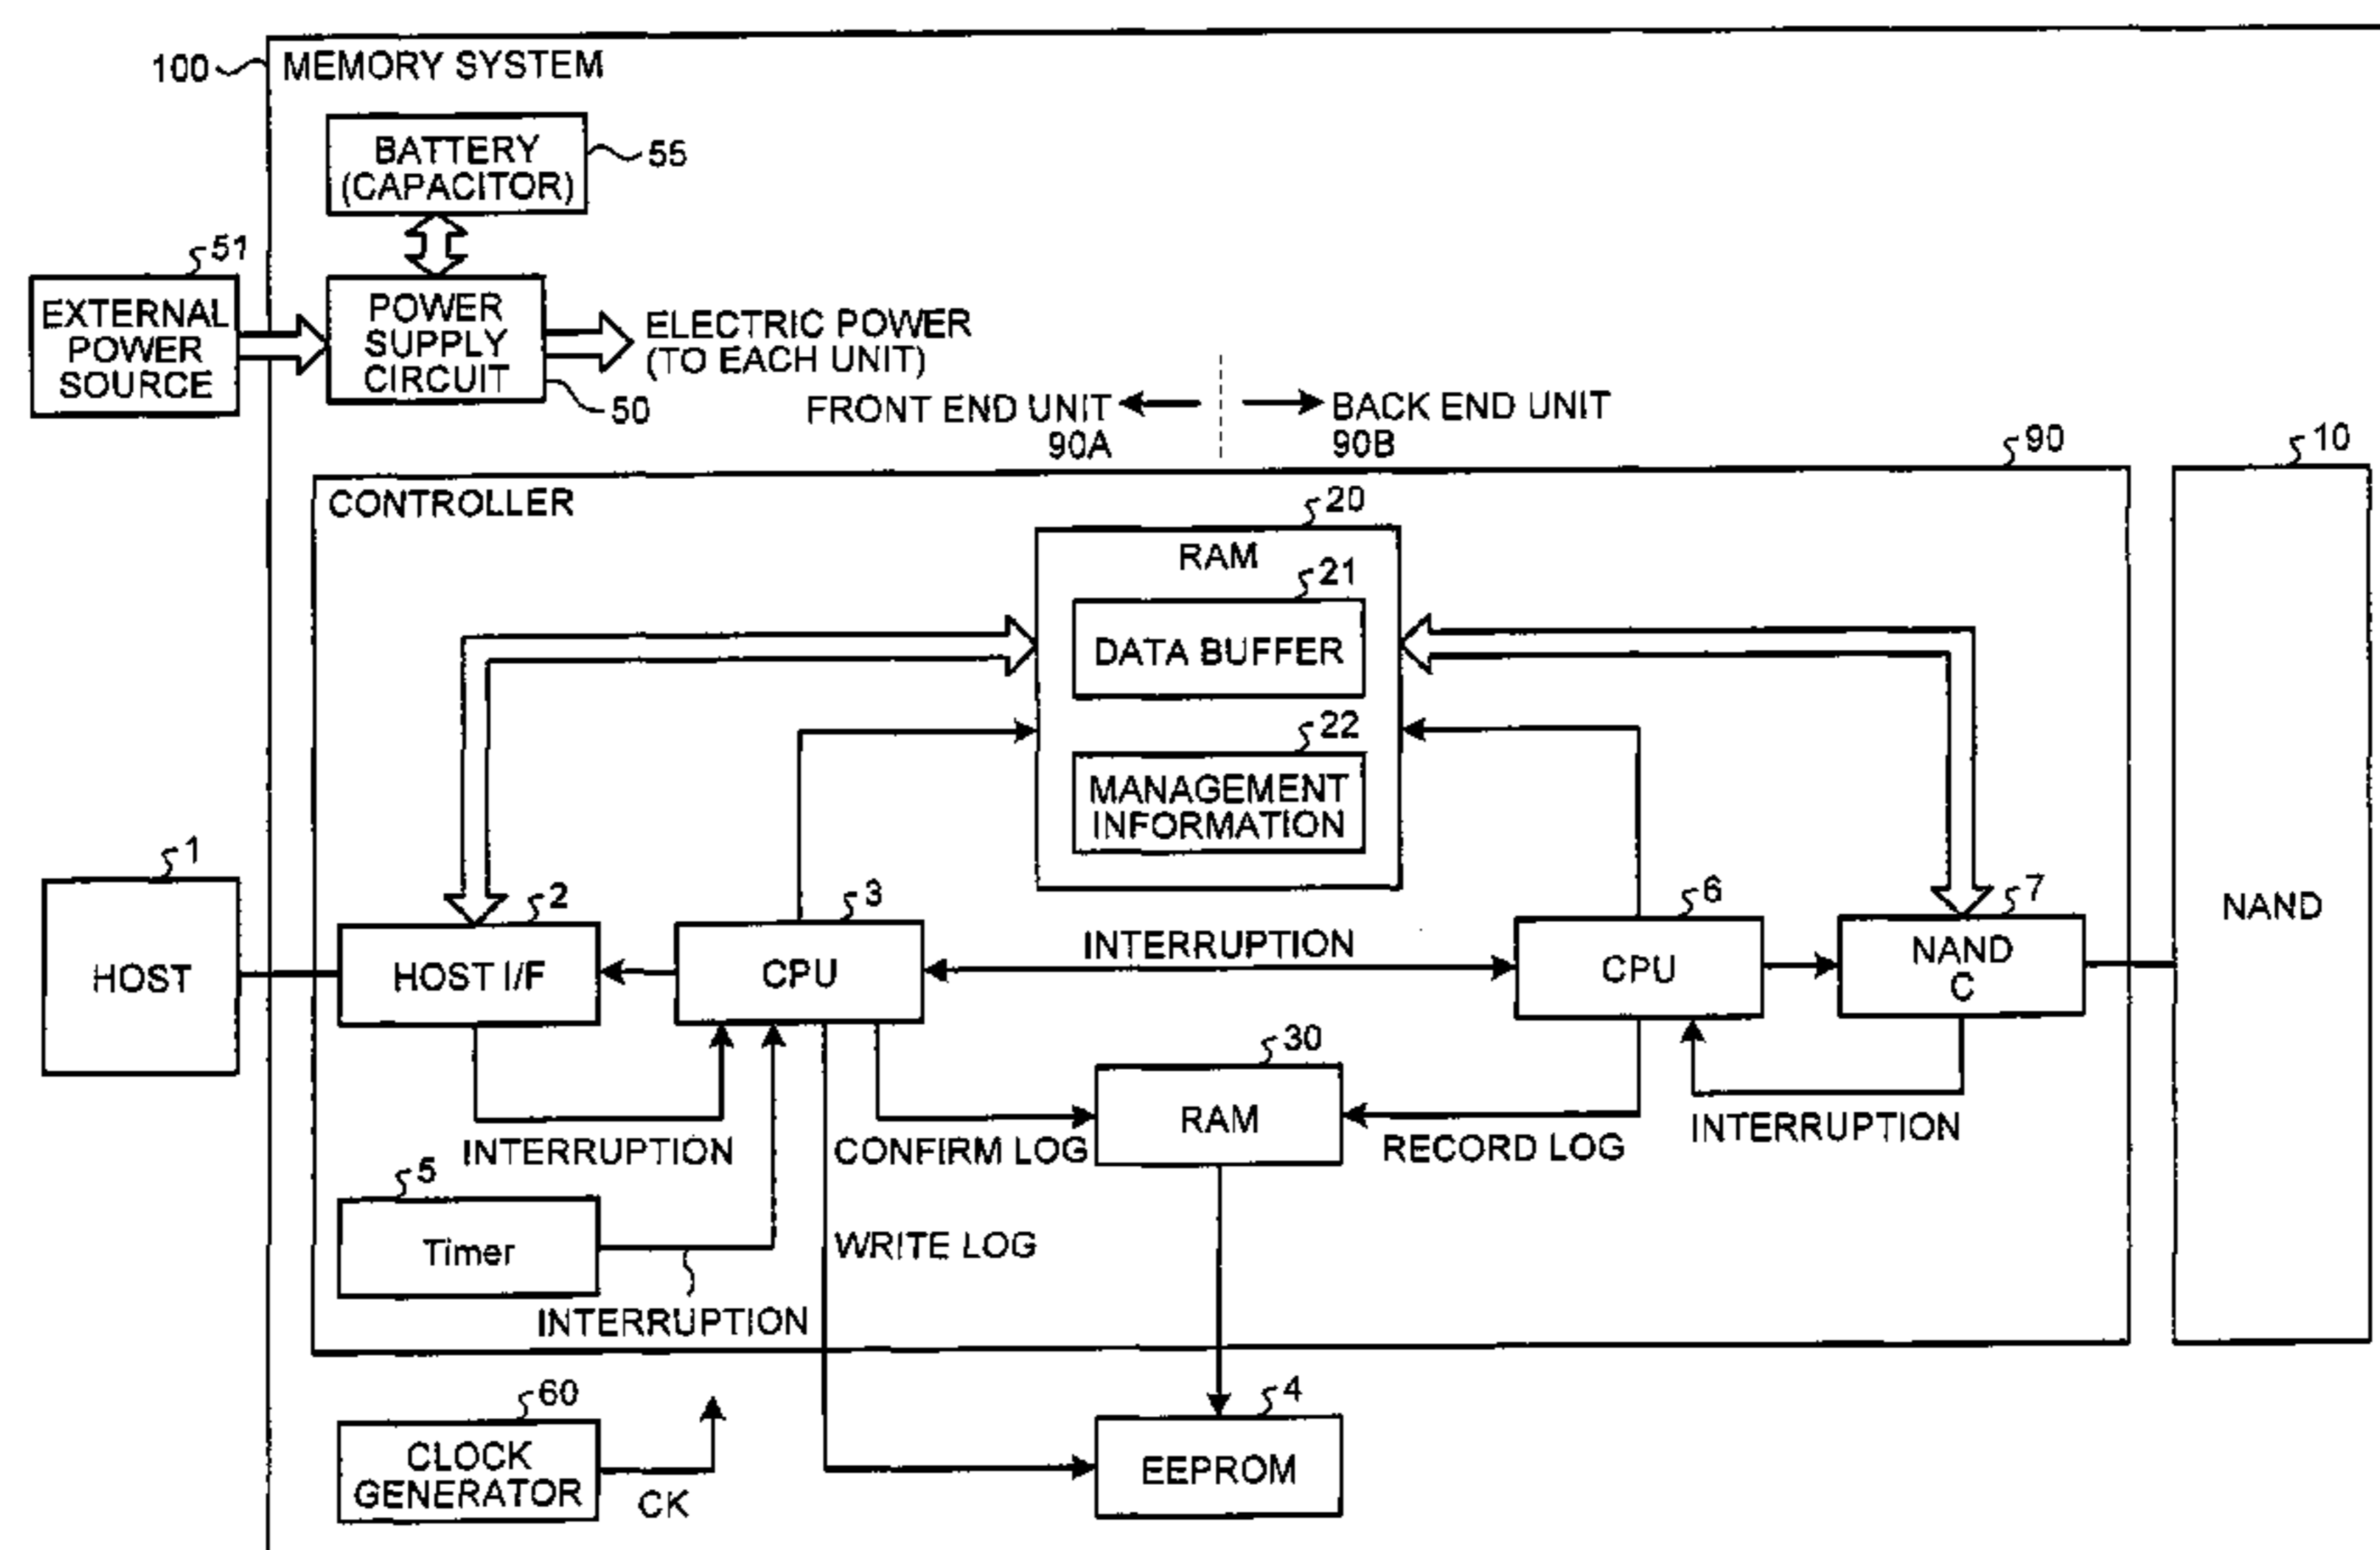 100 MEMORY SYSTEM
BATTERY
(CAPACITOR)
55
51
EXTERNAL
POWER
SOURCE
POWER
SUPPLY
CIRCUIT
50
ELECTRIC POWER
(TO EACH UNIT)
FRONT END UNIT
90A
BACK END UNIT
90B
90
10
CONTROLLER
20
RAM
21
DATA BUFFER
22
MANAGEMENT
INFORMATION
1
HOST
2
HOST I/F
3
CPU
INTERRUPTION
6
CPU
7
NAND
C
NAND
INTERRUPTION
CONFIRM LOG
30
RAM
RECORD LOG
INTERRUPTION
5
Timer
WRITE LOG
INTERRUPTION
60
CLOCK
GENERATOR
CK
4
EEPROM